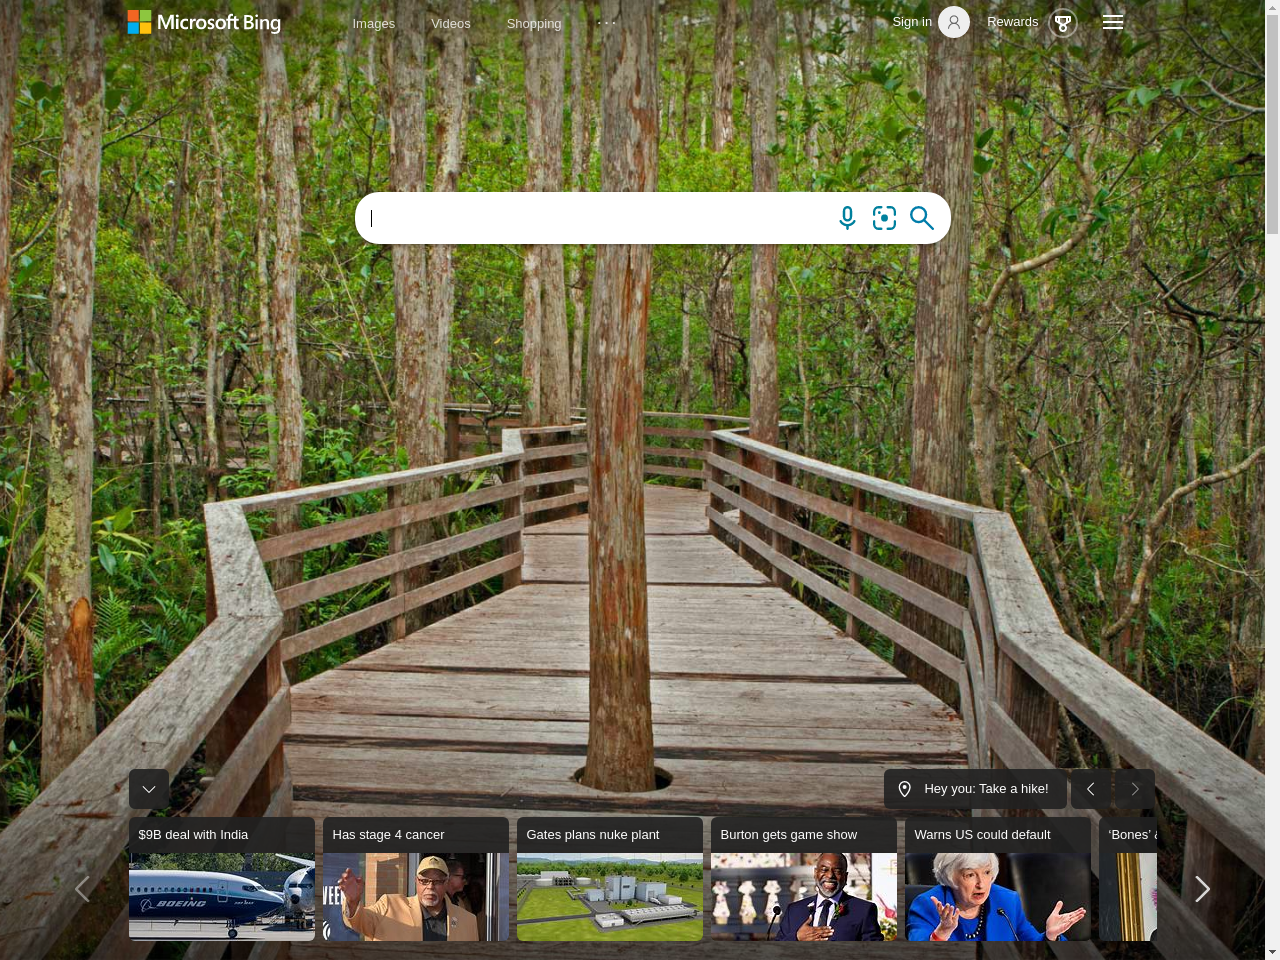 Microsoft Bing
Images
Videos
Shopping
...
Sign in
Rewards
Hey you: Take a hike!
$9B deal with India
Has stage 4 cancer
Gates plans nuke plant
Burton gets game show
Warns US could default
‘Bones’
BOEING